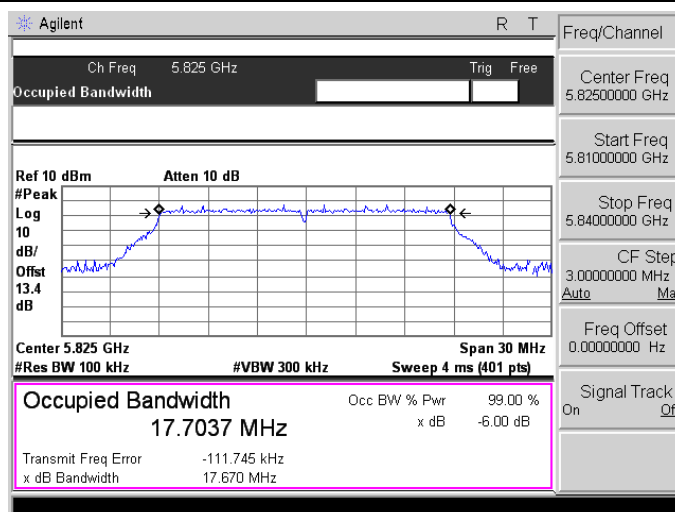 Agilent R T
Ch Freq 5.825 GHz Trig Free
Occupied Bandwidth
Ref 10 dBm Atten 10 dB
#Peak
Log
10
dB/
Offst
13.4
dB
Center 5.825 GHz Span 30 MHz
#Res BW 100 kHz #VBW 300 kHz Sweep 4 ms (401 pts)
Occupied Bandwidth
17.7037 MHz
Occ BW % Pwr 99.00 %
x dB -6.00 dB
Transmit Freq Error -111.745 kHz
x dB Bandwidth 17.670 MHz
Freq/Channel
Center Freq
5.82500000 GHz
Start Freq
5.81000000 GHz
Stop Freq
5.84000000 GHz
CF Step
3.00000000 MHz
Auto Ma
Freq Offset
0.00000000 Hz
Signal Track
On Of